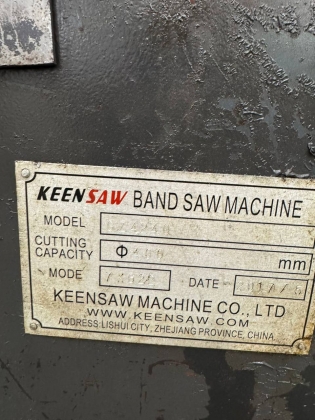 KEENSAW BAND SAW MACHINE
MODEL
CUTTING
CAPACITY Φ mm
MODE DATE
KEENSAW MACHINE CO., LTD
WWW.KEENSAW.COM
ADDRESS:LISHUI CITY, ZHEJIANG PROVINCE, CHINA